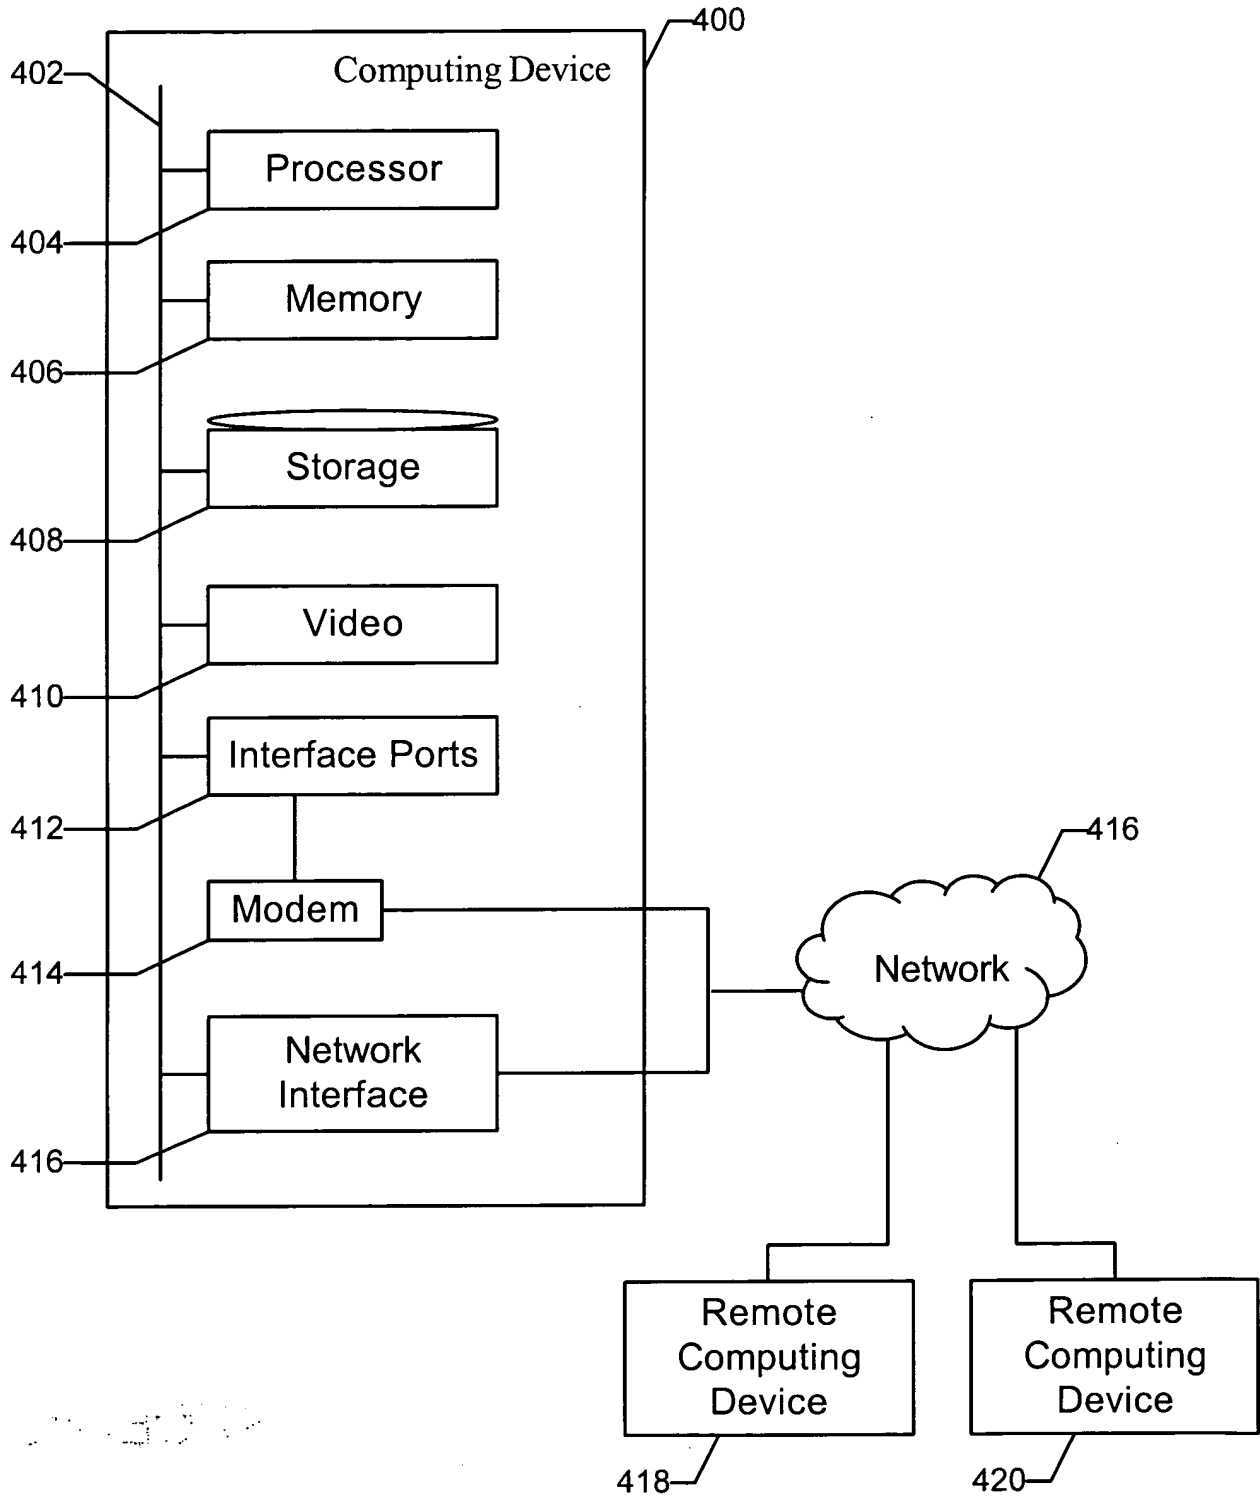 400
Computing Device
402
Processor
404
Memory
406
Storage
408
Video
410
Interface Ports
412
416
Modem
Network
414
Network
Interface
416
Remote
Computing
Device
Remote
Computing
Device
418
420